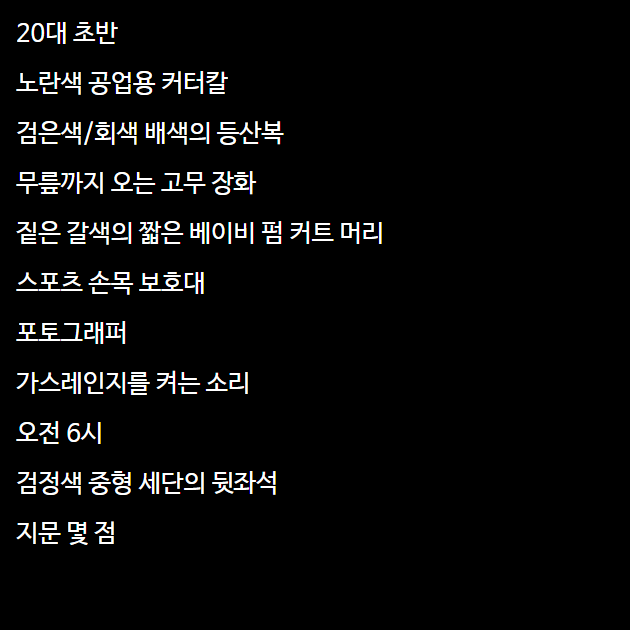 20대 초반
노란색 공업용 커터칼
검은색/회색 배색의 등산복
무릎까지 오는 고무 장화
짙은 갈색의 짧은 베이비 펌 커트 머리
스포츠 손목 보호대
포토그래퍼
가스레인지를 켜는 소리
오전 6시
검정색 중형 세단의 뒷좌석
지문 몇 점